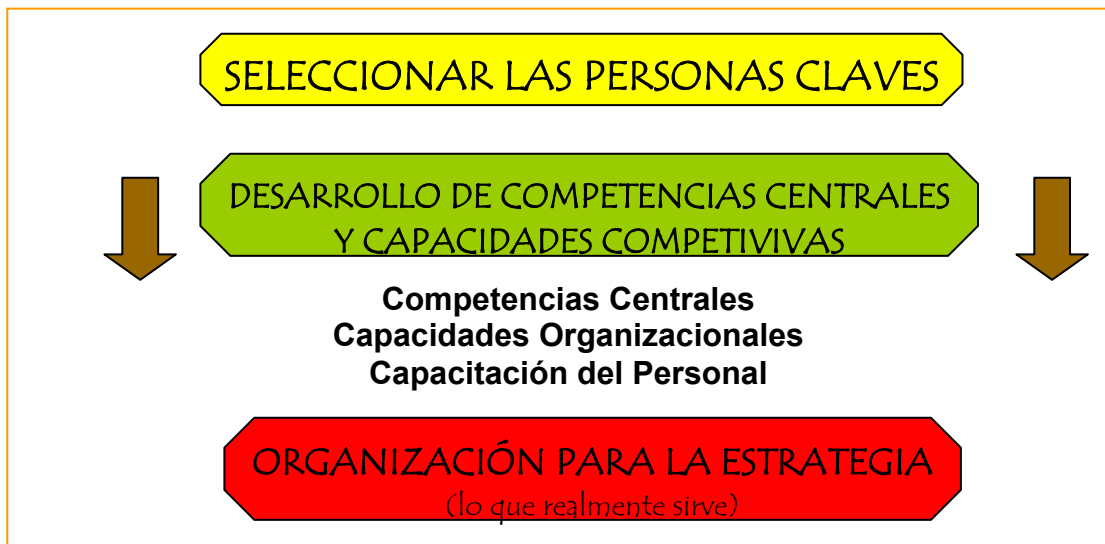 SELECCIONAR LAS PERSONAS CLAVES
DESARROLLO DE COMPETENCIAS CENTRALES
Y CAPACIDADES COMPETIVIVAS
Competencias Centrales
Capacidades Organizacionales
Capacitación del Personal
ORGANIZACIÓN PARA LA ESTRATEGIA
(lo que realmente sirve)